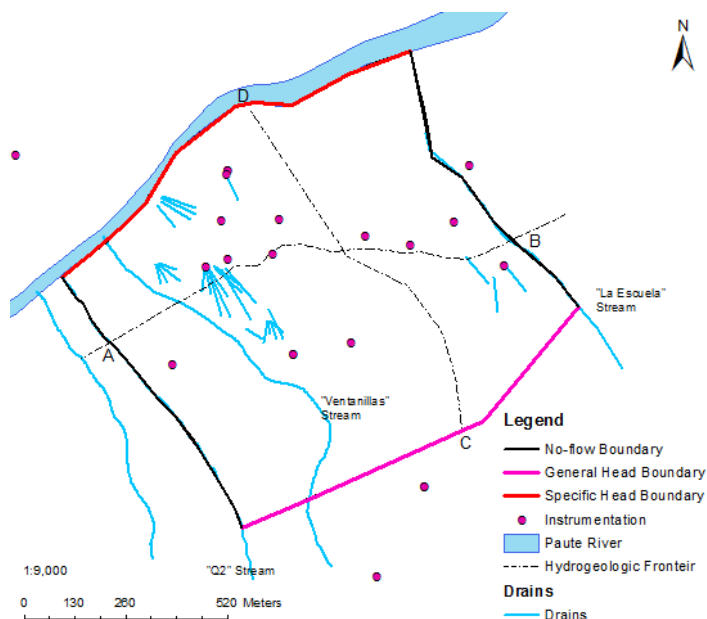 N
D
B
"La Escuela"
Stream
A
"Ventanillas"
Stream
C
Legend
No-flow Boundary
General Head Boundary
Specific Head Boundary
Instrumentation
Paute River
Hydrogeologic Fronteir
Drains
Drains
"Q2" Stream
1:9,000
0 130 260 520 Meters